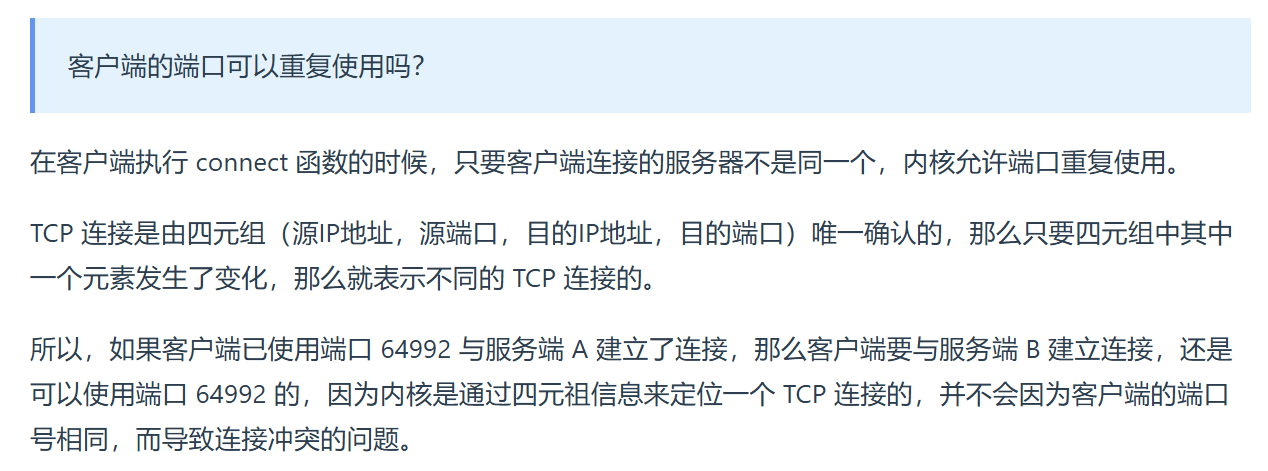 客户端的端口可以重复使用吗？
在客户端执行 connect 函数的时候，只要客户端连接的服务器不是同一个，内核允许端口重复使用。
TCP 连接是由四元组（源IP地址，源端口，目的IP地址，目的端口）唯一确认的，那么只要四元组中其中
一个元素发生了变化，那么就表示不同的 TCP 连接的。
所以，如果客户端已使用端口 64992 与服务端 A 建立了连接，那么客户端要与服务端 B 建立连接，还是
可以使用端口 64992 的，因为内核是通过四元祖信息来定位一个 TCP 连接的，并不会因为客户端的端口
号相同，而导致连接冲突的问题。